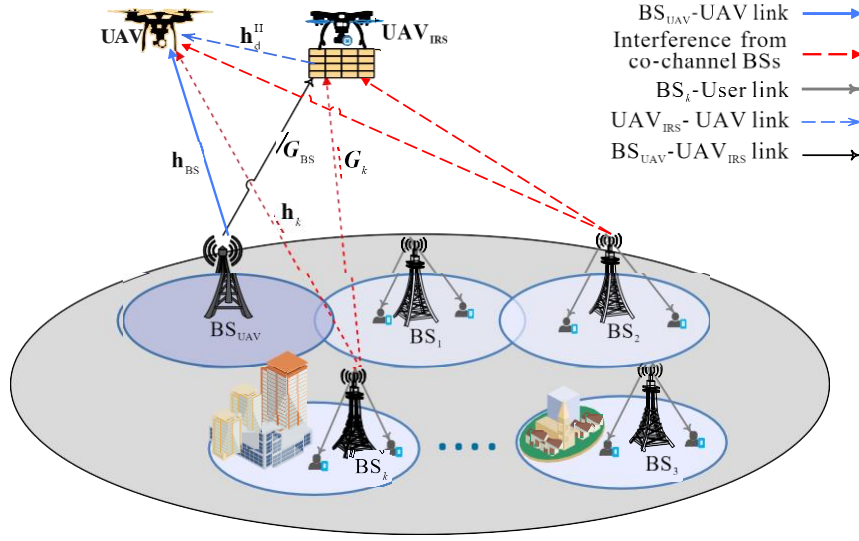 UAV
h_d^II
UAV_IRS
BS_UAV-UAV link
Interference from
co-channel BSs
BS_k-User link
UAV_IRS- UAV link
BS_UAV-UAV_IRS link
h_BS
G_BS
G_k
h_k
BS_UAV
BS_1
BS_2
BS_k
BS_3